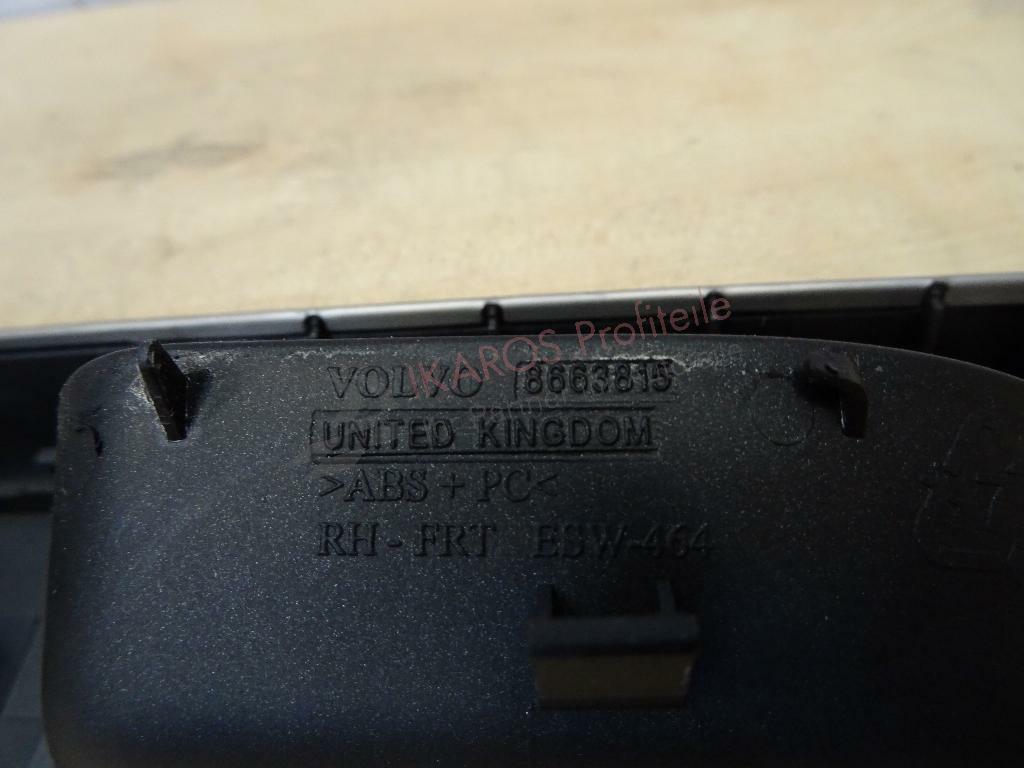 IKAROS Profiteile
VOLVO 8663815
UNITED KINGDOM
>ABS + PC<
RH - FRT ESW-464